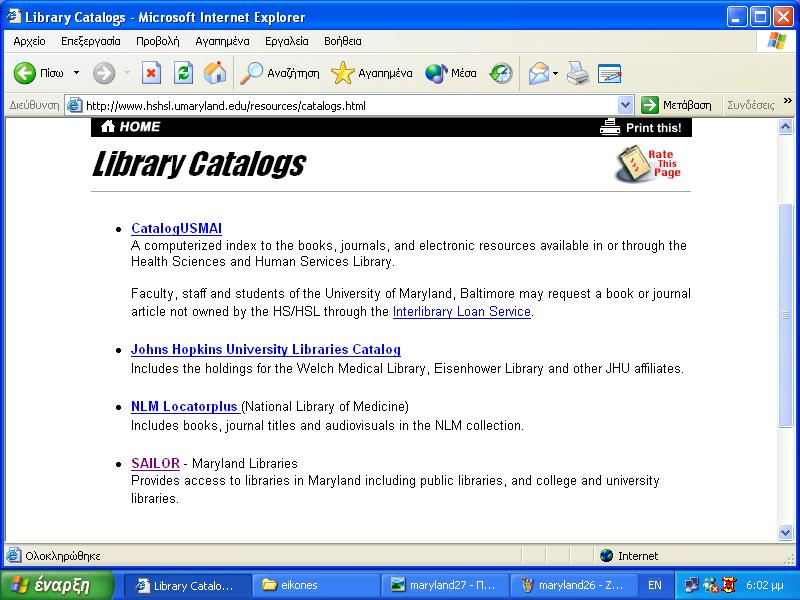 Library Catalogs - Microsoft Internet Explorer
Αρχείο Επεξεργασία Προβολή Αγαπημένα Εργαλεία Βοήθεια
Πίσω Αναζήτηση Αγαπημένα Μέσα
Διεύθυνση http://www.hshsl.umaryland.edu/resources/catalogs.html Μετάβαση Συνδέσεις »
HOME Print this!
Library Catalogs
Rate This Page
CatalogUSMAI
A computerized index to the books, journals, and electronic resources available in or through the
Health Sciences and Human Services Library.
Faculty, staff and students of the University of Maryland, Baltimore may request a book or journal
article not owned by the HS/HSL through the Interlibrary Loan Service.
Johns Hopkins University Libraries Catalog
Includes the holdings for the Welch Medical Library, Eisenhower Library and other JHU affiliates.
NLM Locatorplus (National Library of Medicine)
Includes books, journal titles and audiovisuals in the NLM collection.
SAILOR - Maryland Libraries
Provides access to libraries in Maryland including public libraries, and college and university
libraries.
Ολοκληρώθηκε Internet
έναρξη Library Catalo... eikones maryland27 - Π... maryland26 - Ζ... EN 6:02 μμ